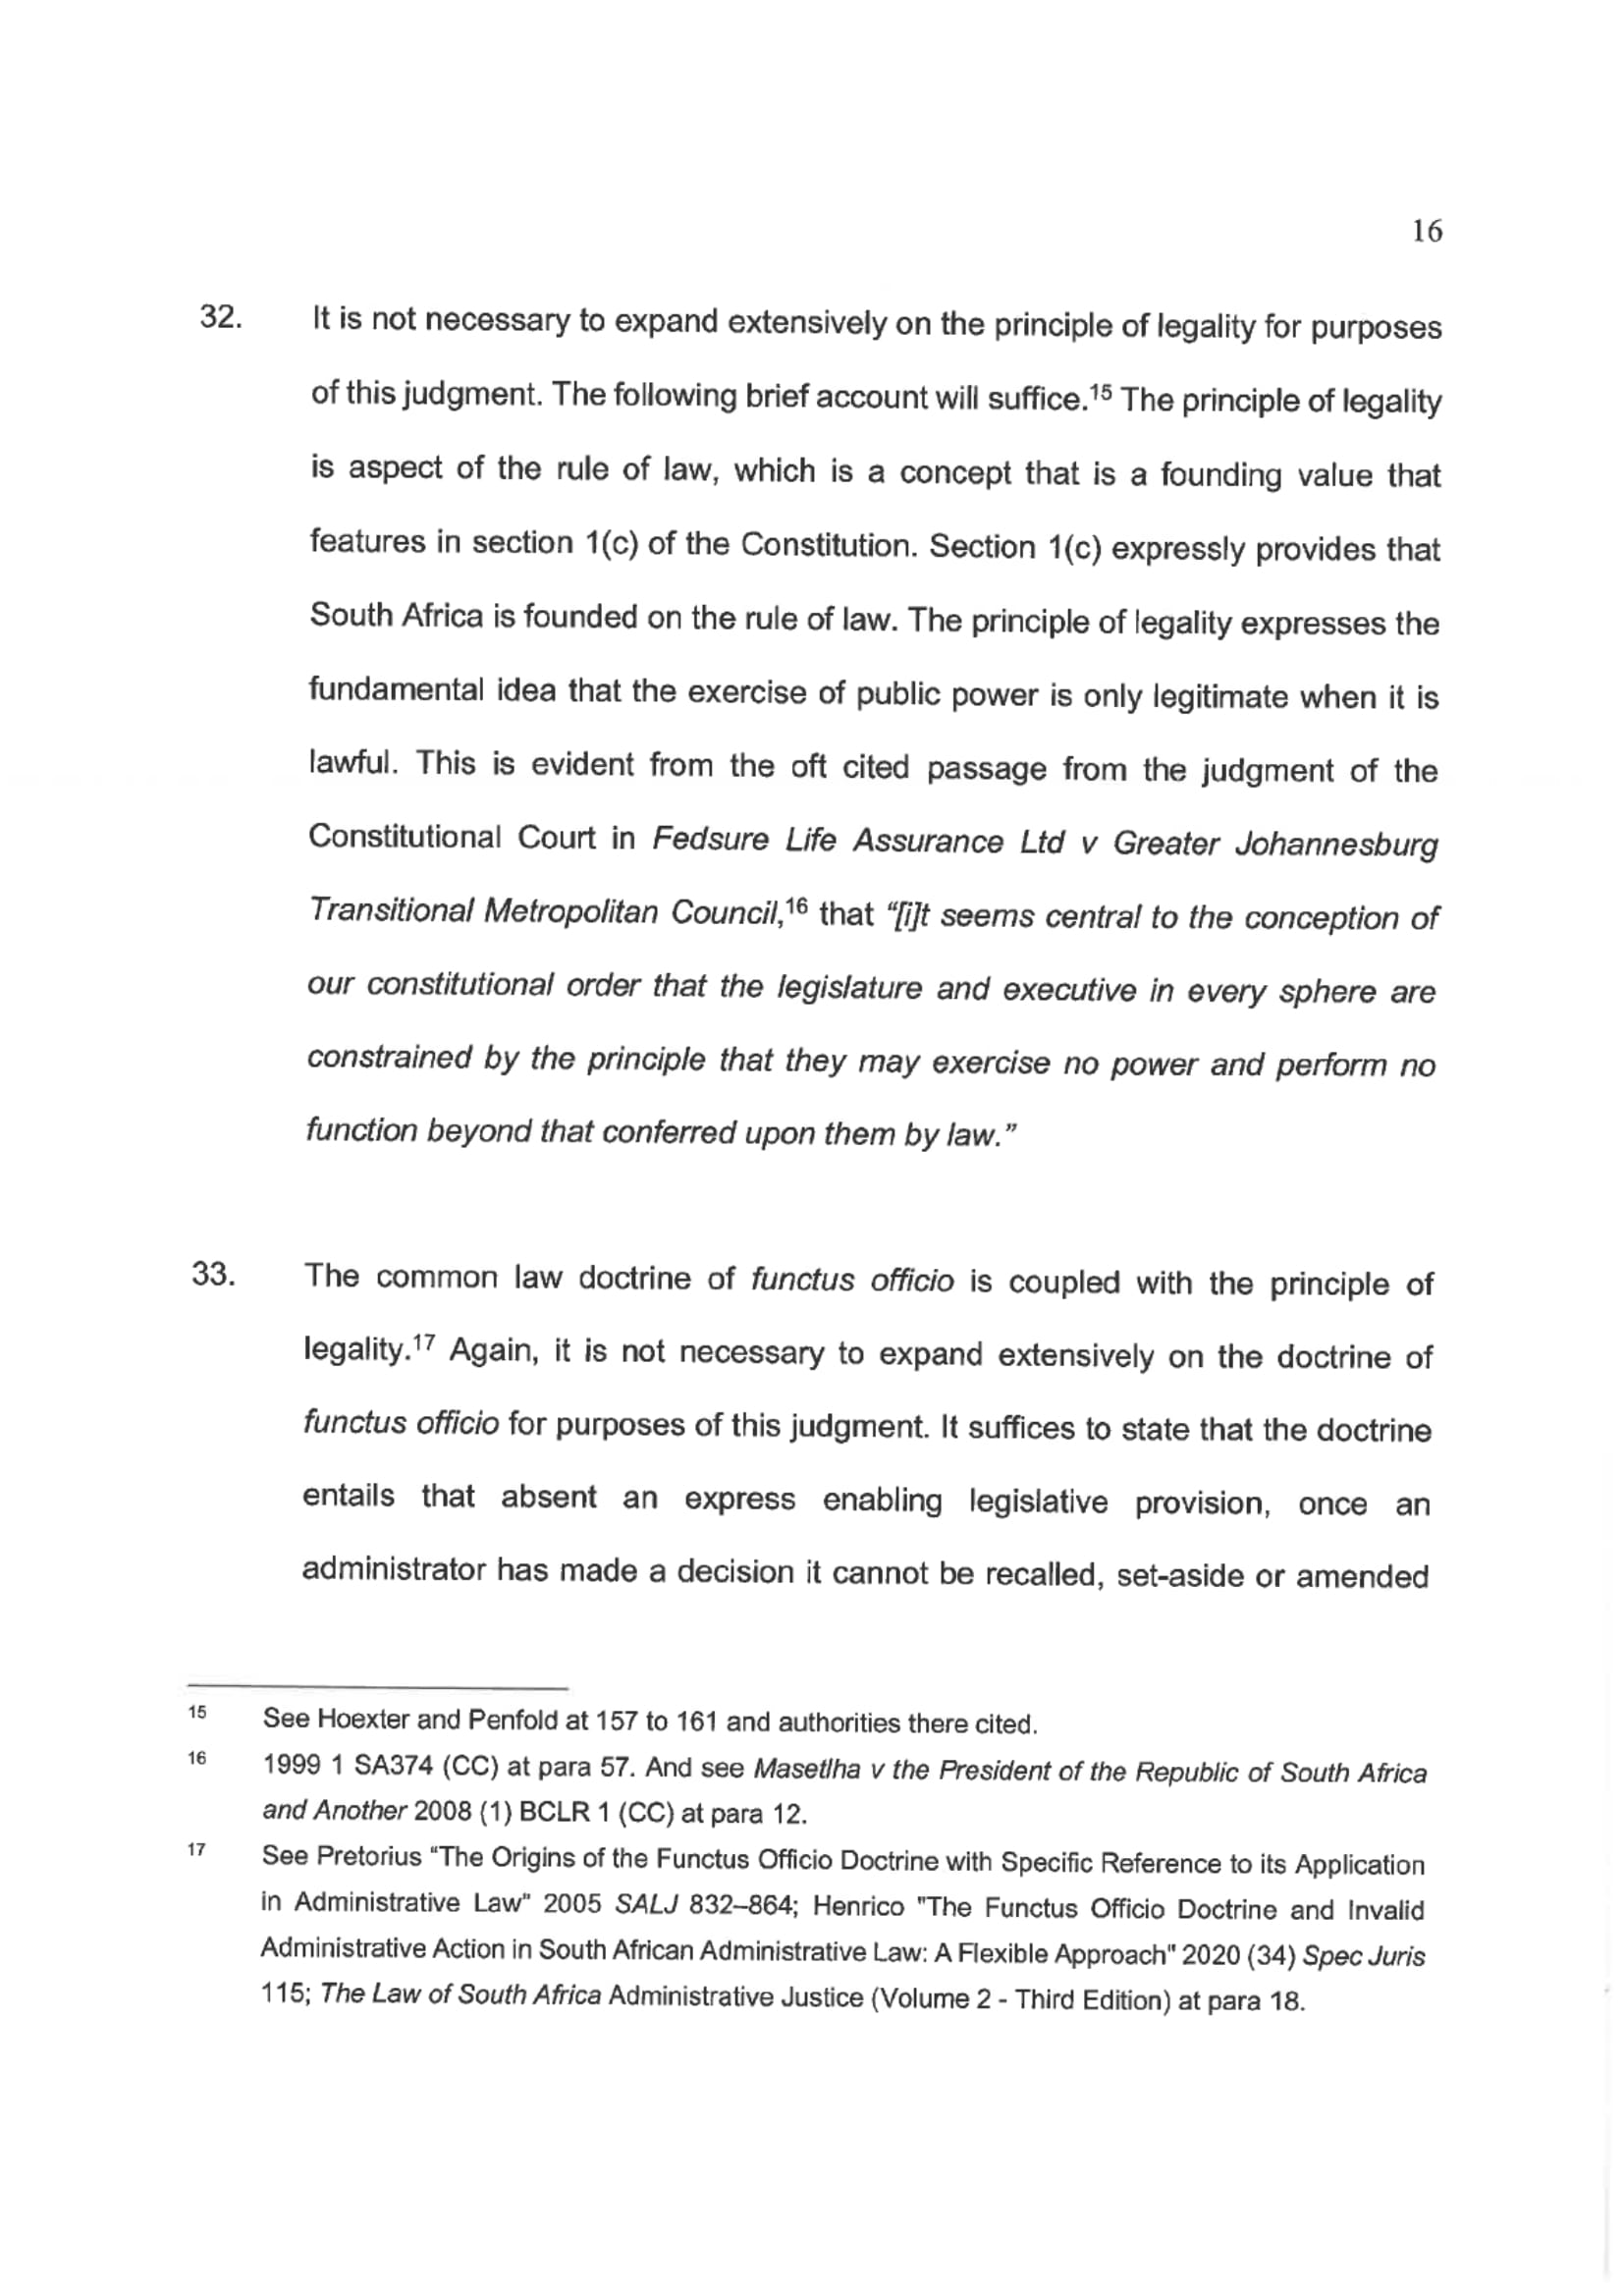 16
32. It is not necessary to expand extensively on the principle of legality for purposes
of this judgment. The following brief account will suffice.15 The principle of legality
is aspect of the rule of law, which is a concept that is a founding value that
features in section 1(c) of the Constitution. Section 1(c) expressly provides that
South Africa is founded on the rule of law. The principle of legality expresses the
fundamental idea that the exercise of public power is only legitimate when it is
lawful. This is evident from the oft cited passage from the judgment of the
Constitutional Court in Fedsure Life Assurance Ltd v Greater Johannesburg
Transitional Metropolitan Council,16 that “[i]t seems central to the conception of
our constitutional order that the legislature and executive in every sphere are
constrained by the principle that they may exercise no power and perform no
function beyond that conferred upon them by law.”
33. The common law doctrine of functus officio is coupled with the principle of
legality.17 Again, it is not necessary to expand extensively on the doctrine of
functus officio for purposes of this judgment. It suffices to state that the doctrine
entails that absent an express enabling legislative provision, once an
administrator has made a decision it cannot be recalled, set-aside or amended
15 See Hoexter and Penfold at 157 to 161 and authorities there cited.
16 1999 1 SA374 (CC) at para 57. And see Masetlha v the President of the Republic of South Africa
and Another 2008 (1) BCLR 1 (CC) at para 12.
17 See Pretorius “The Origins of the Functus Officio Doctrine with Specific Reference to its Application
in Administrative Law" 2005 SALJ 832–864; Henrico "The Functus Officio Doctrine and Invalid
Administrative Action in South African Administrative Law: A Flexible Approach" 2020 (34) Spec Juris
115; The Law of South Africa Administrative Justice (Volume 2 - Third Edition) at para 18.